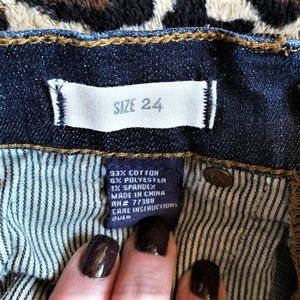 SIZE 24
93% COTTON
6% POLYESTER
1% SPANDEX
MADE IN CHINA
RN# 77388
CARE INSTRUCTIONS
OVER